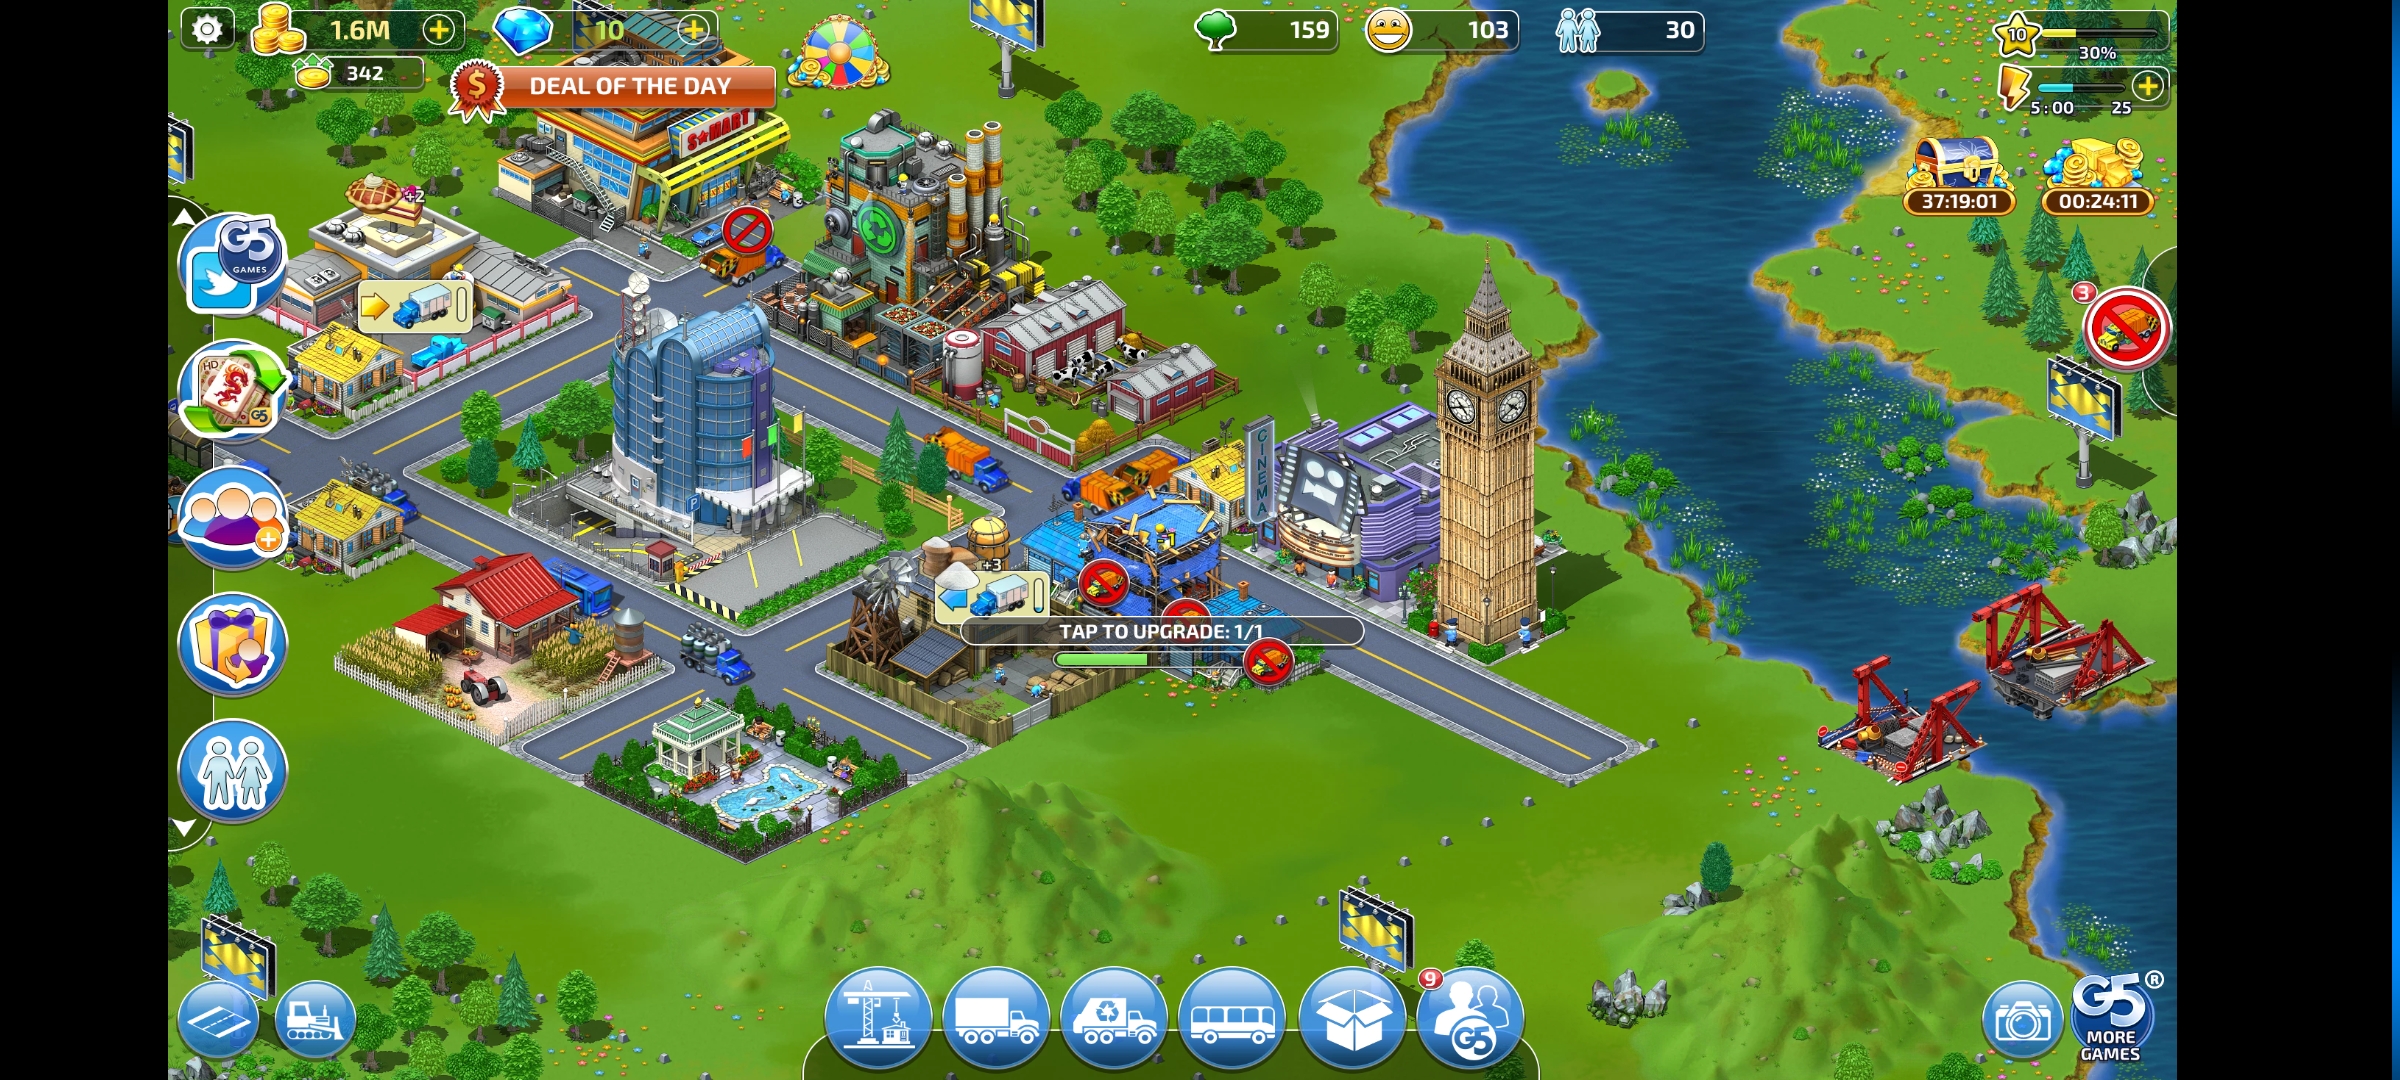 1.6M
10
159
103
30
10
30%
342
DEAL OF THE DAY
5:00
25
S★MART
37:19:01
00:24:11
+2
G5
GAMES
3
HD
G5
CINEMA
P
+3
TAP TO UPGRADE: 1/1
9
A
G5
G5®
MORE
GAMES